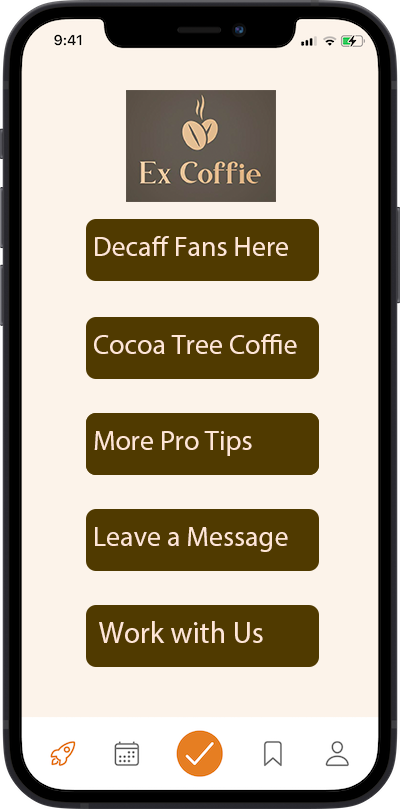 9:41
Ex Coffie
Decaff Fans Here
Cocoa Tree Coffie
More Pro Tips
Leave a Message
Work with Us